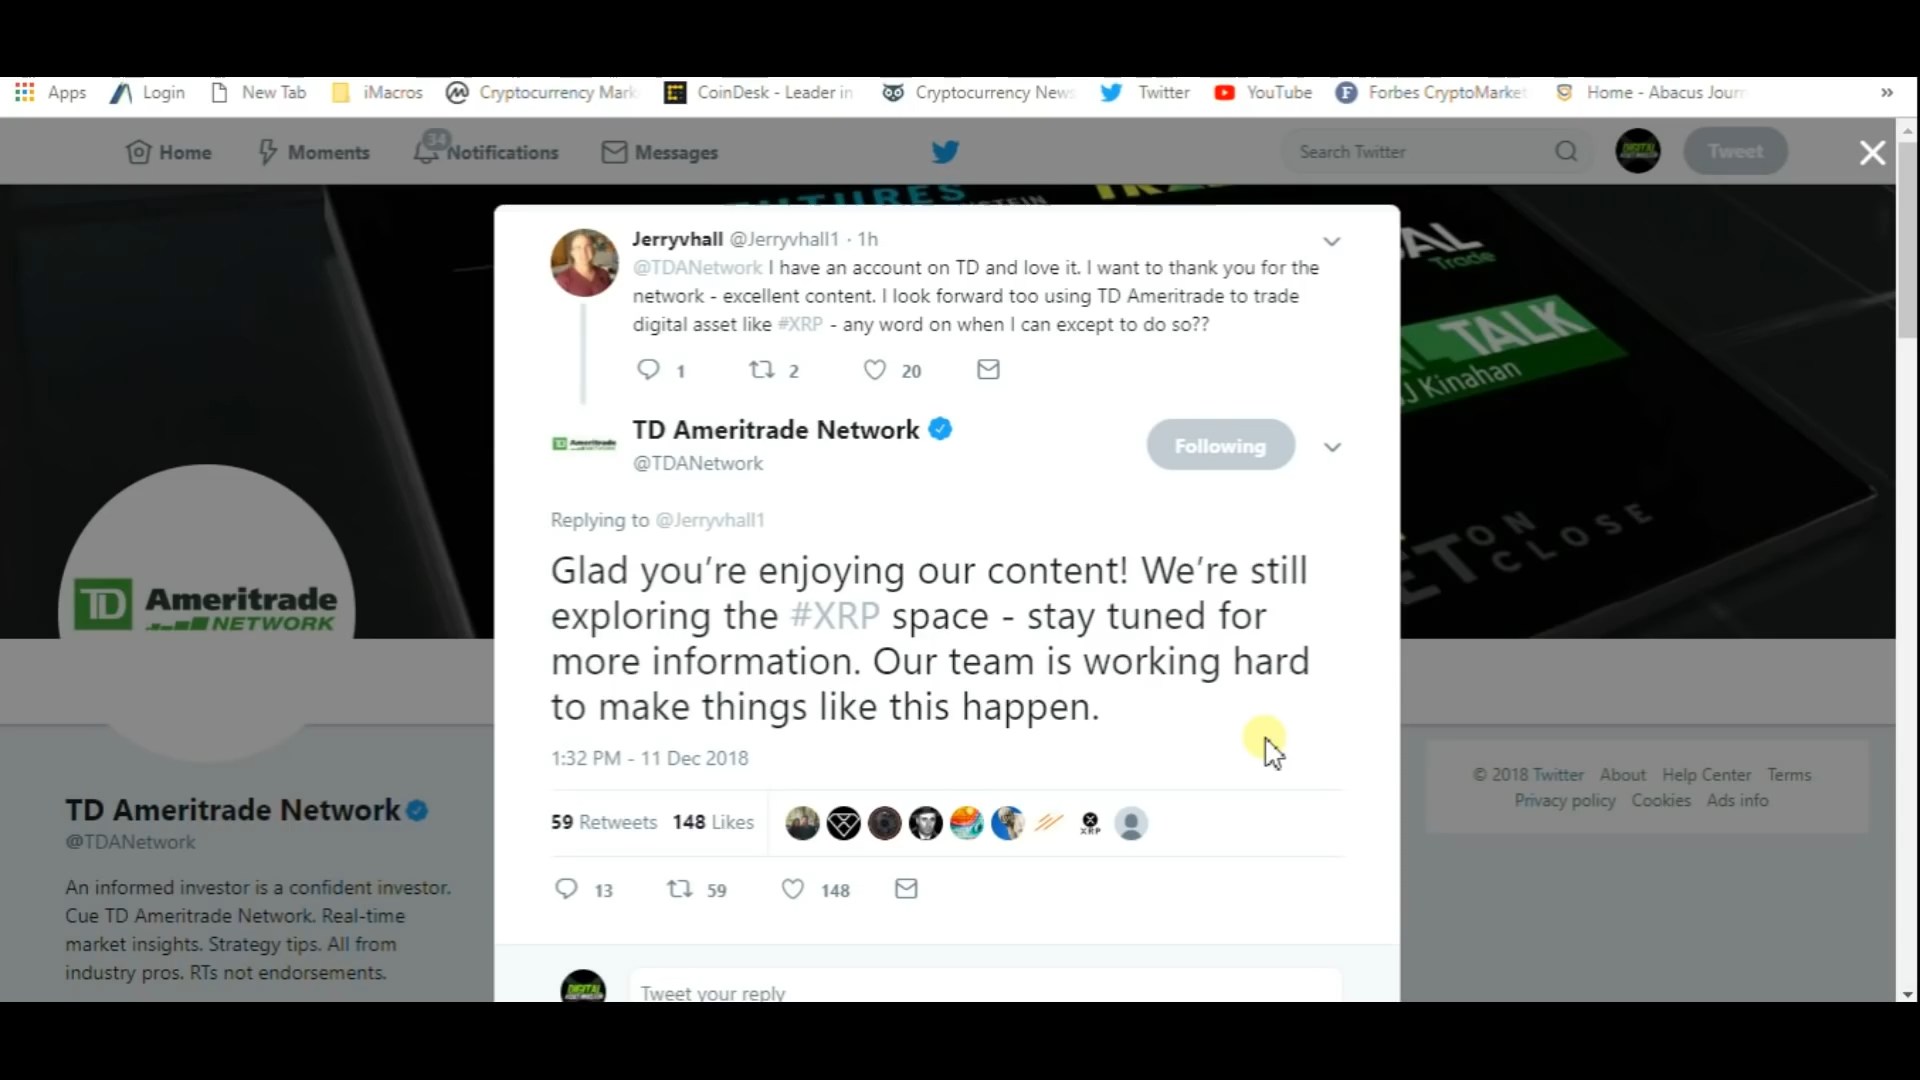 Apps Login New Tab iMacros Cryptocurrency Mark CoinDesk - Leader in Cryptocurrency News Twitter YouTube Forbes CryptoMarket Home - Abacus Journ »
Home Moments 34 Notifications Messages Search Twitter Tweet
Jerryvhall @Jerryvhall1 · 1h
@TDANetwork I have an account on TD and love it. I want to thank you for the
network - excellent content. I look forward too using TD Ameritrade to trade
digital asset like #XRP - any word on when I can except to do so??
1 2 20
TD Ameritrade Network
@TDANetwork
Following
Replying to @Jerryvhall1
Glad you’re enjoying our content! We’re still
exploring the #XRP space - stay tuned for
more information. Our team is working hard
to make things like this happen.
1:32 PM - 11 Dec 2018
59 Retweets 148 Likes
XRP
13 59 148
Tweet your reply
TD Ameritrade
NETWORK
TD Ameritrade Network
@TDANetwork
An informed investor is a confident investor.
Cue TD Ameritrade Network. Real-time
market insights. Strategy tips. All from
industry pros. RTs not endorsements.
Trade
TALK
JJ Kinahan
CLOSE
© 2018 Twitter About Help Center Terms
Privacy policy Cookies Ads info